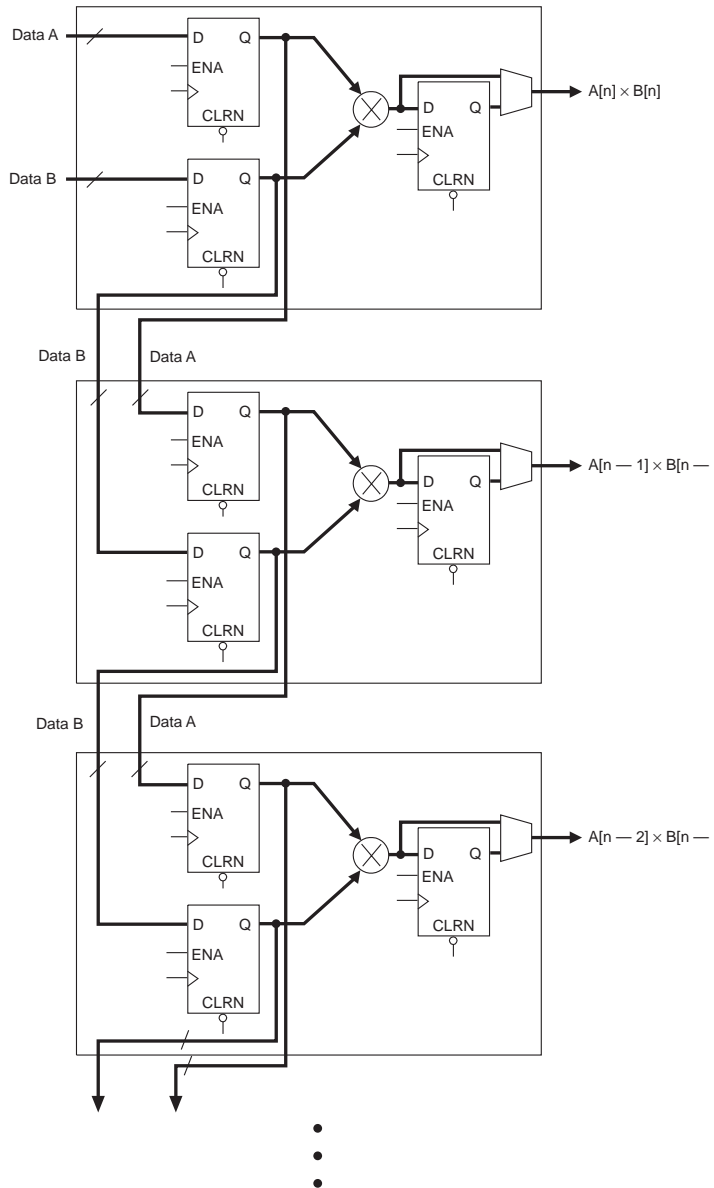 Data A
D Q
ENA
CLRN
D Q
ENA
CLRN
A[n] × B[n]
Data B
D Q
ENA
CLRN
Data B
Data A
D Q
ENA
CLRN
D Q
ENA
CLRN
A[n — 1] × B[n —
D Q
ENA
CLRN
Data B
Data A
D Q
ENA
CLRN
D Q
ENA
CLRN
A[n — 2] × B[n —
D Q
ENA
CLRN